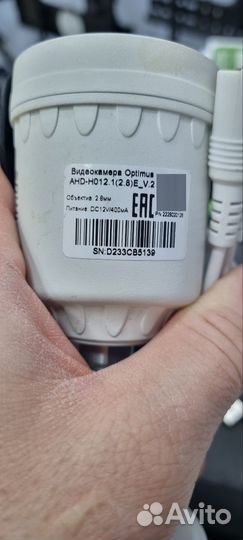 Видеокамера Optimus
AHD-H012.1(2.8)E_V.2
Объектив: 2.8мм
Питание: DC12V/400мА
EAC
SN:D233CB5139
Avito